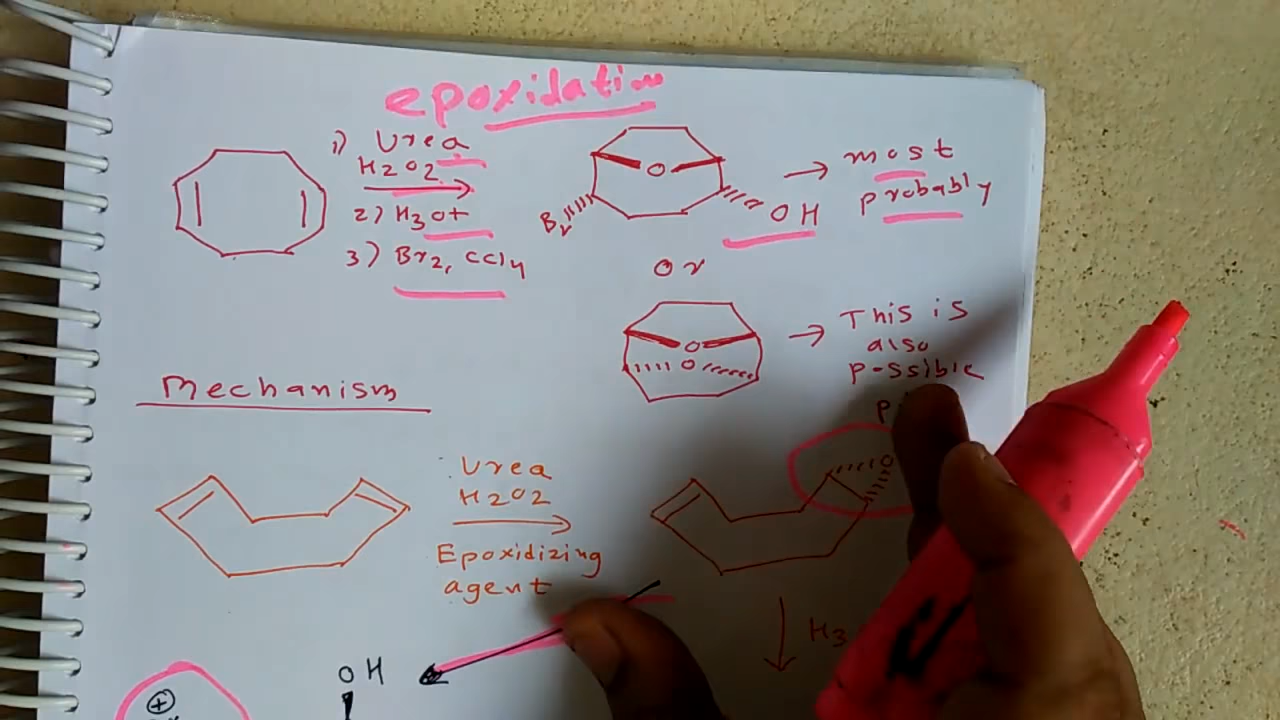 epoxidation
1) Urea
H2O2
2) H3O+
3) Br2, CCl4
O
Br
OH
most
probably
or
O
O
This is
also
possible
Mechanism
Urea
H2O2
Epoxidizing
agent
O
H3
OH
+